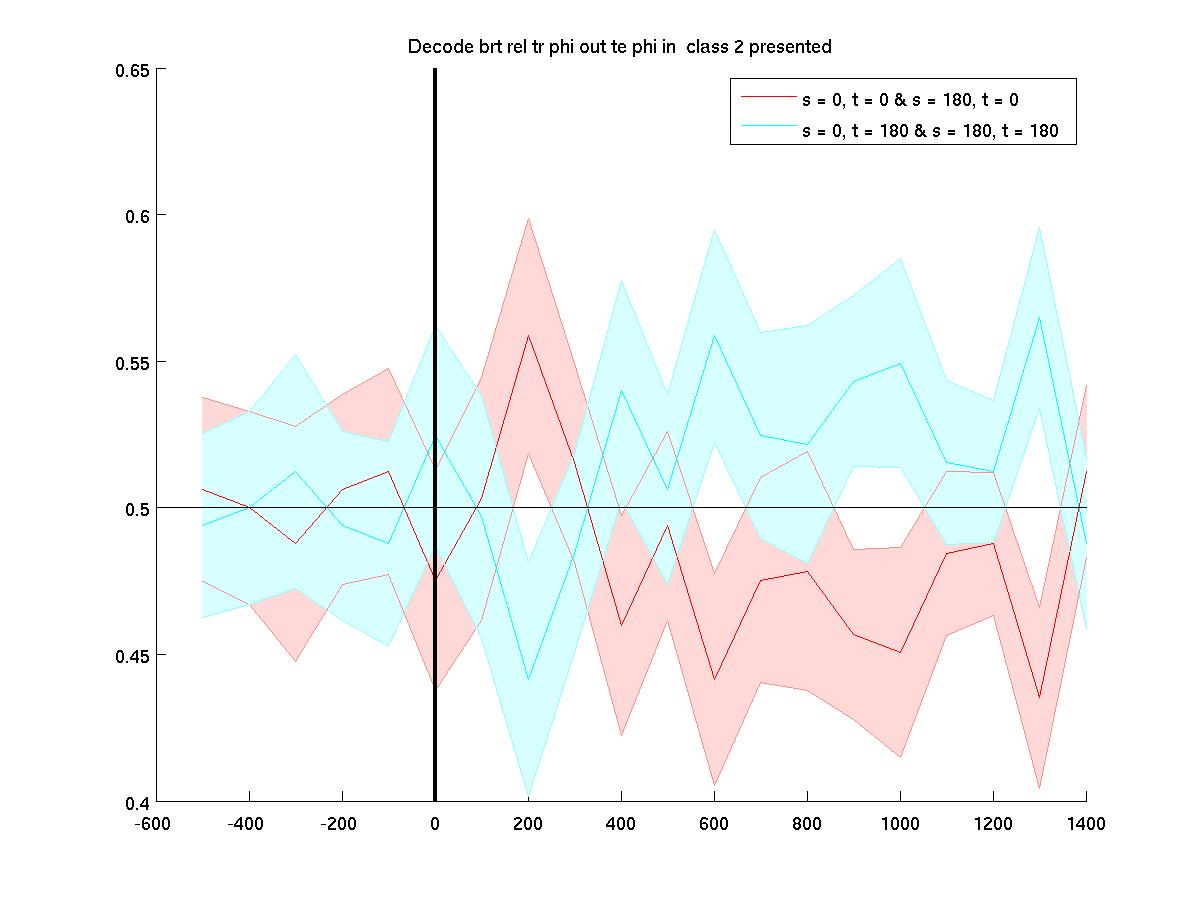 Decode brt rel tr phi out te phi in  class 2 presented
s = 0, t = 0 & s = 180, t = 0
s = 0, t = 180 & s = 180, t = 180
0.65
0.6
0.55
0.5
0.45
0.4
-600 -400 -200 0 200 400 600 800 1000 1200 1400